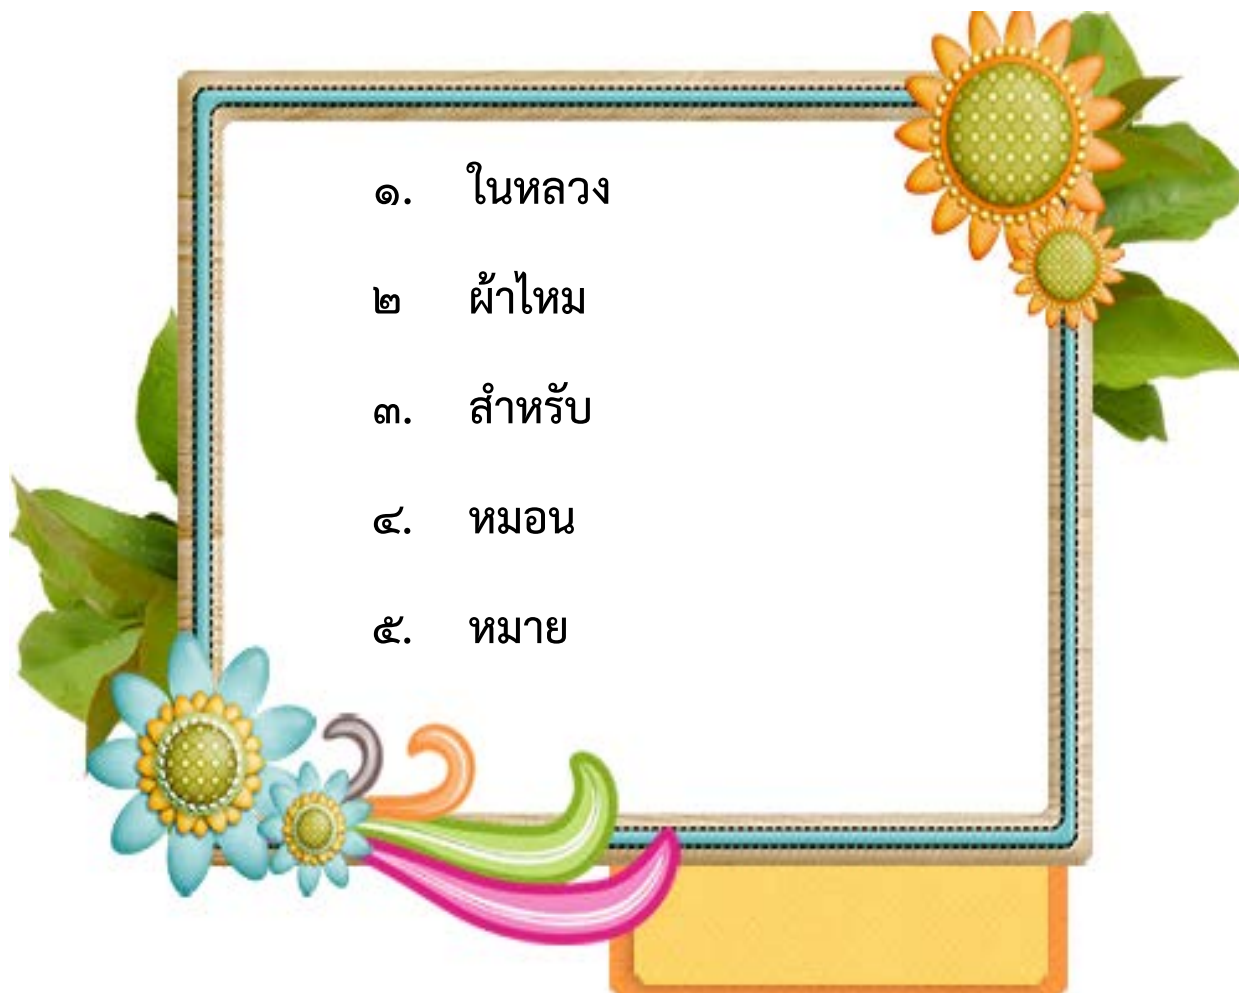 ๑. ในหลวง
๒ ผ้าไหม
๓. สำหรับ
๔. หมอน
๕. หมาย